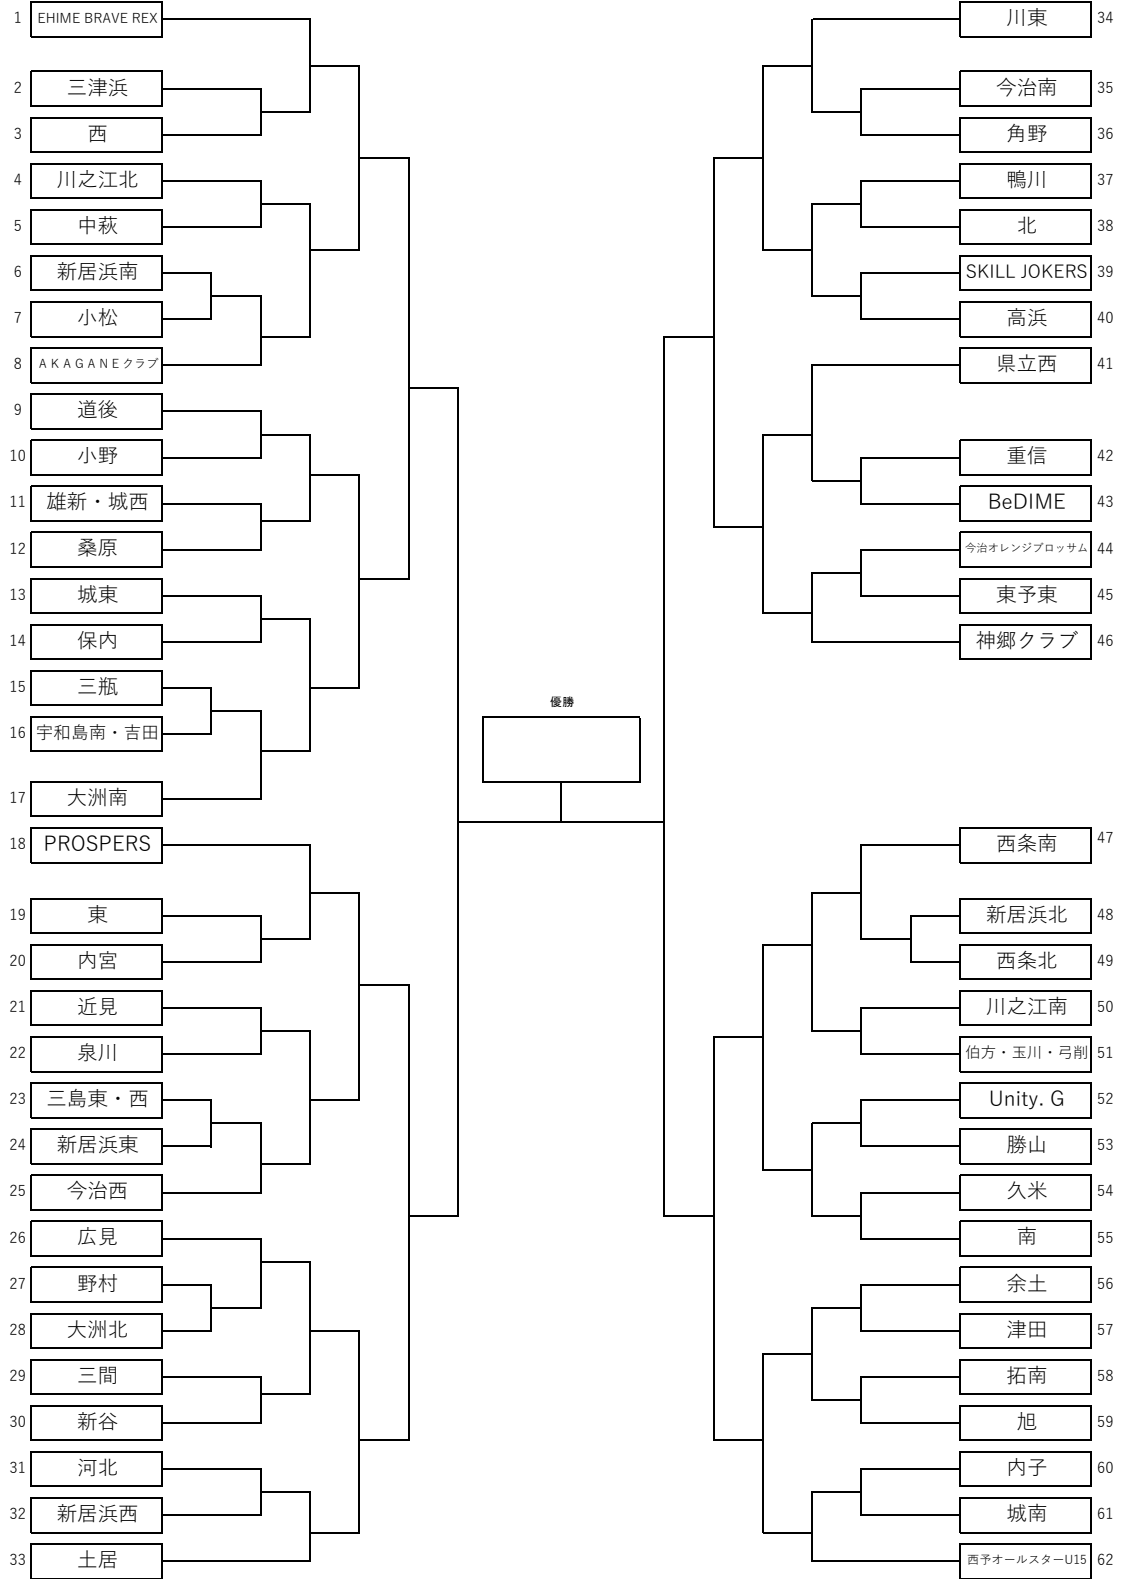 1 EHIME BRAVE REX
2 三津浜
3 西
4 川之江北
5 中萩
6 新居浜南
7 小松
8 ＡＫＡＧＡＮＥクラブ
9 道後
10 小野
11 雄新・城西
12 桑原
13 城東
14 保内
15 三瓶
16 宇和島南・吉田
17 大洲南
18 PROSPERS
19 東
20 内宮
21 近見
22 泉川
23 三島東・西
24 新居浜東
25 今治西
26 広見
27 野村
28 大洲北
29 三間
30 新谷
31 河北
32 新居浜西
33 土居
優勝
川東 34
今治南 35
角野 36
鴨川 37
北 38
SKILL JOKERS 39
高浜 40
県立西 41
重信 42
BeDIME 43
今治オレンジブロッサム 44
東予東 45
神郷クラブ 46
西条南 47
新居浜北 48
西条北 49
川之江南 50
伯方・玉川・弓削 51
Unity. G 52
勝山 53
久米 54
南 55
余土 56
津田 57
拓南 58
旭 59
内子 60
城南 61
西予オールスターU15 62